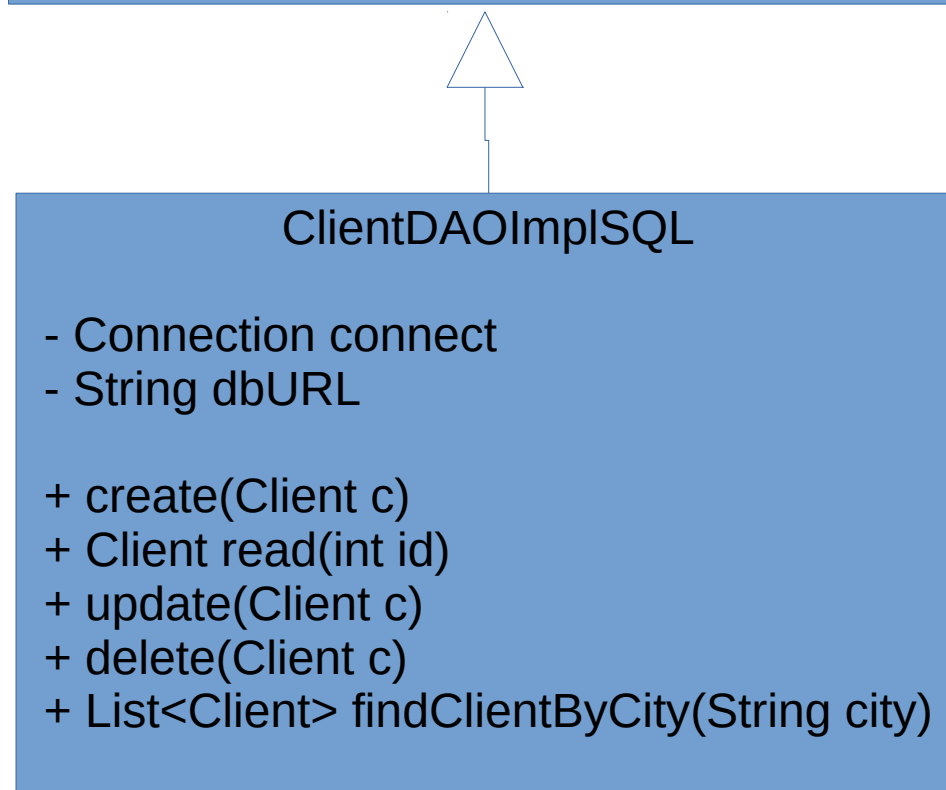 ClientDAOImplSQL
- Connection connect
- String dbURL
+ create(Client c)
+ Client read(int id)
+ update(Client c)
+ delete(Client c)
+ List<Client> findClientByCity(String city)